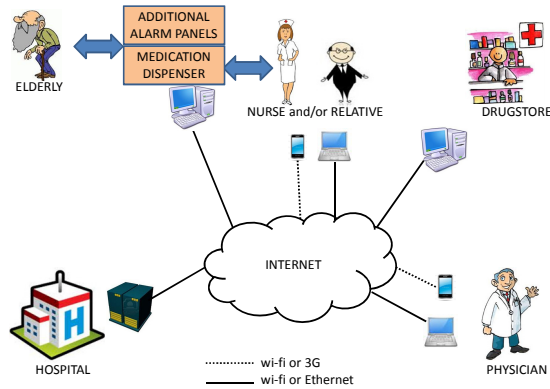 ADDITIONAL
ALARM PANELS
MEDICATION
DISPENSER
ELDERLY
NURSE and/or RELATIVE
DRUGSTORE
INTERNET
H
HOSPITAL
PHYSICIAN
wi-fi or 3G
wi-fi or Ethernet